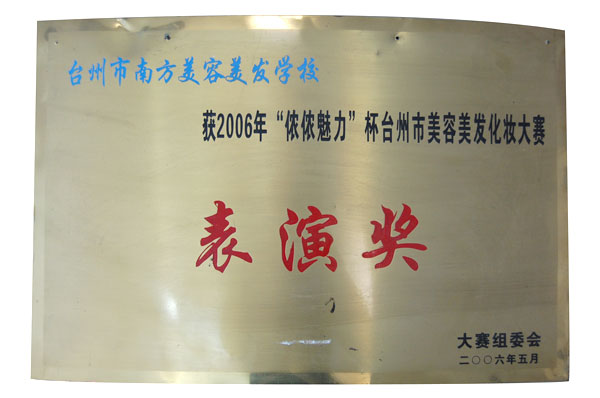 台州市南方美容美发学校
获2006年“侬侬魅力”杯台州市美容美发化妆大赛
表演奖
大赛组委会
二〇〇六年五月